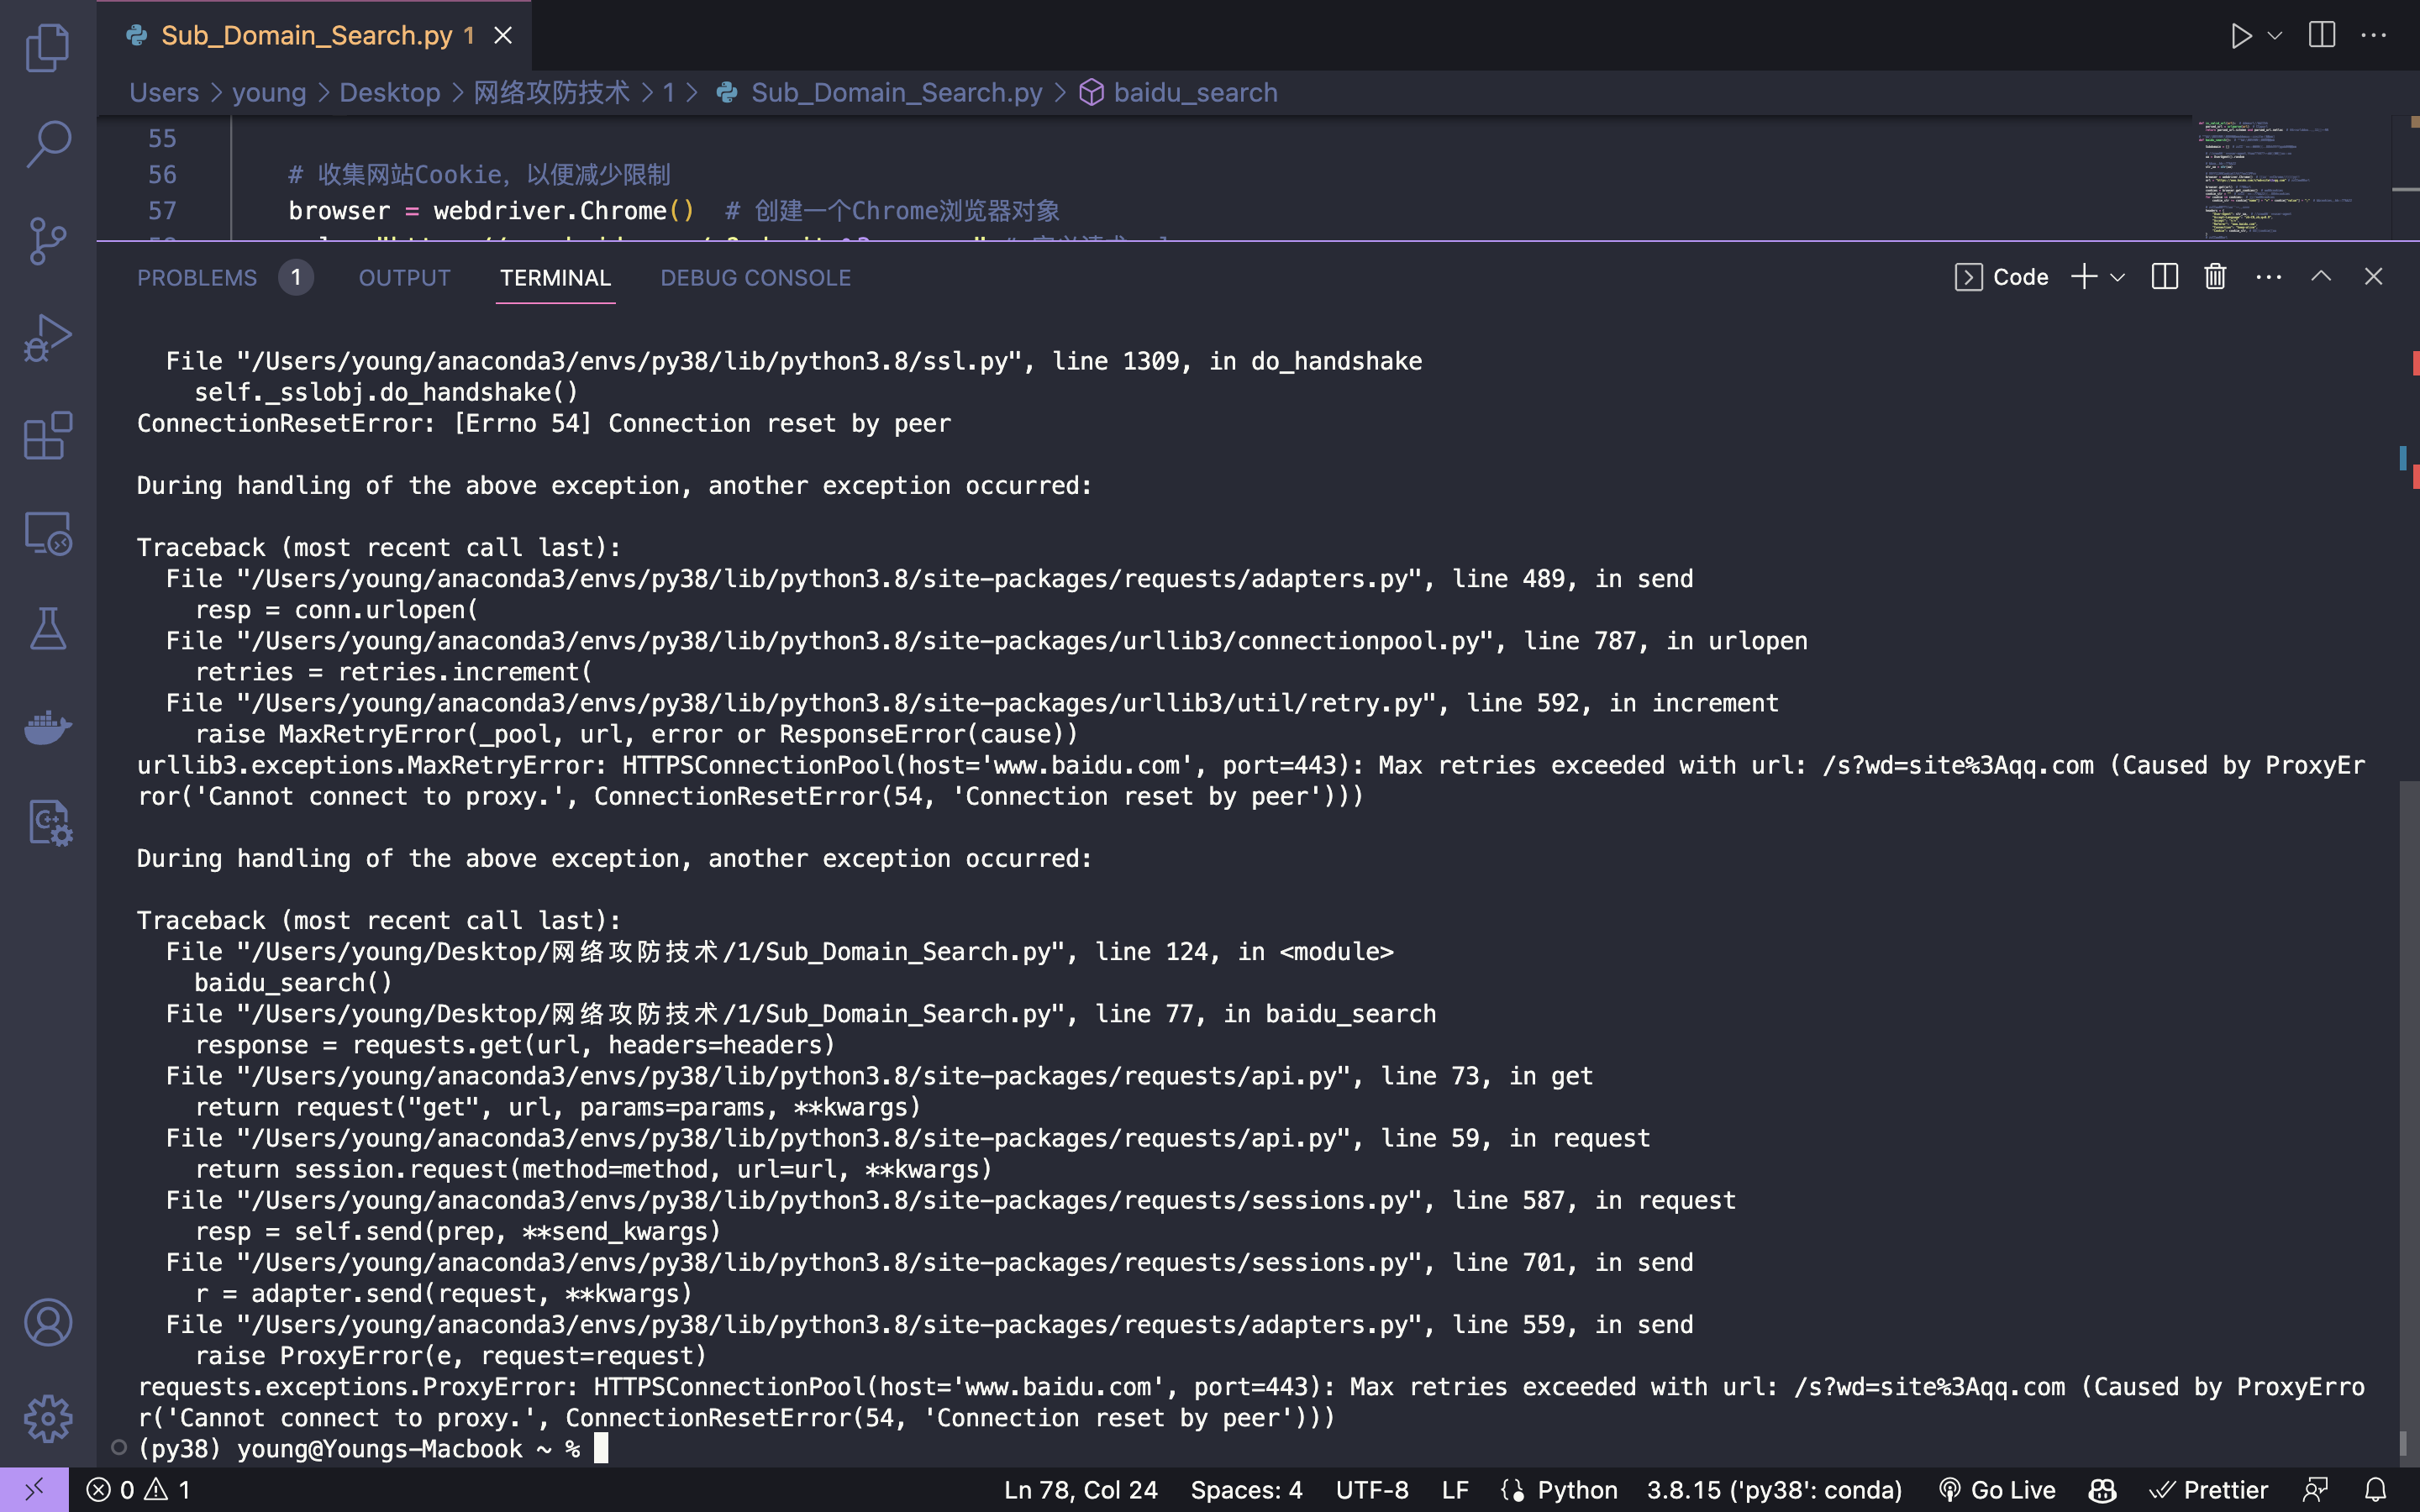 Sub_Domain_Search.py 1
Users > young > Desktop > 网络攻防技术 > 1 > Sub_Domain_Search.py > baidu_search
55
56 # 收集网站Cookie，以便减少限制
57 browser = webdriver.Chrome() # 创建一个Chrome浏览器对象
PROBLEMS 1 OUTPUT TERMINAL DEBUG CONSOLE Code
File "/Users/young/anaconda3/envs/py38/lib/python3.8/ssl.py", line 1309, in do_handshake
self._sslobj.do_handshake()
ConnectionResetError: [Errno 54] Connection reset by peer
During handling of the above exception, another exception occurred:
Traceback (most recent call last):
File "/Users/young/anaconda3/envs/py38/lib/python3.8/site-packages/requests/adapters.py", line 489, in send
resp = conn.urlopen(
File "/Users/young/anaconda3/envs/py38/lib/python3.8/site-packages/urllib3/connectionpool.py", line 787, in urlopen
retries = retries.increment(
File "/Users/young/anaconda3/envs/py38/lib/python3.8/site-packages/urllib3/util/retry.py", line 592, in increment
raise MaxRetryError(_pool, url, error or ResponseError(cause))
urllib3.exceptions.MaxRetryError: HTTPSConnectionPool(host='www.baidu.com', port=443): Max retries exceeded with url: /s?wd=site%3Aqq.com (Caused by ProxyEr
ror('Cannot connect to proxy.', ConnectionResetError(54, 'Connection reset by peer')))
During handling of the above exception, another exception occurred:
Traceback (most recent call last):
File "/Users/young/Desktop/网络攻防技术/1/Sub_Domain_Search.py", line 124, in <module>
baidu_search()
File "/Users/young/Desktop/网络攻防技术/1/Sub_Domain_Search.py", line 77, in baidu_search
response = requests.get(url, headers=headers)
File "/Users/young/anaconda3/envs/py38/lib/python3.8/site-packages/requests/api.py", line 73, in get
return request("get", url, params=params, **kwargs)
File "/Users/young/anaconda3/envs/py38/lib/python3.8/site-packages/requests/api.py", line 59, in request
return session.request(method=method, url=url, **kwargs)
File "/Users/young/anaconda3/envs/py38/lib/python3.8/site-packages/requests/sessions.py", line 587, in request
resp = self.send(prep, **send_kwargs)
File "/Users/young/anaconda3/envs/py38/lib/python3.8/site-packages/requests/sessions.py", line 701, in send
r = adapter.send(request, **kwargs)
File "/Users/young/anaconda3/envs/py38/lib/python3.8/site-packages/requests/adapters.py", line 559, in send
raise ProxyError(e, request=request)
requests.exceptions.ProxyError: HTTPSConnectionPool(host='www.baidu.com', port=443): Max retries exceeded with url: /s?wd=site%3Aqq.com (Caused by ProxyErro
r('Cannot connect to proxy.', ConnectionResetError(54, 'Connection reset by peer')))
(py38) young@Youngs-Macbook ~ %
0 1 Ln 78, Col 24 Spaces: 4 UTF-8 LF Python 3.8.15 ('py38': conda) Go Live Prettier